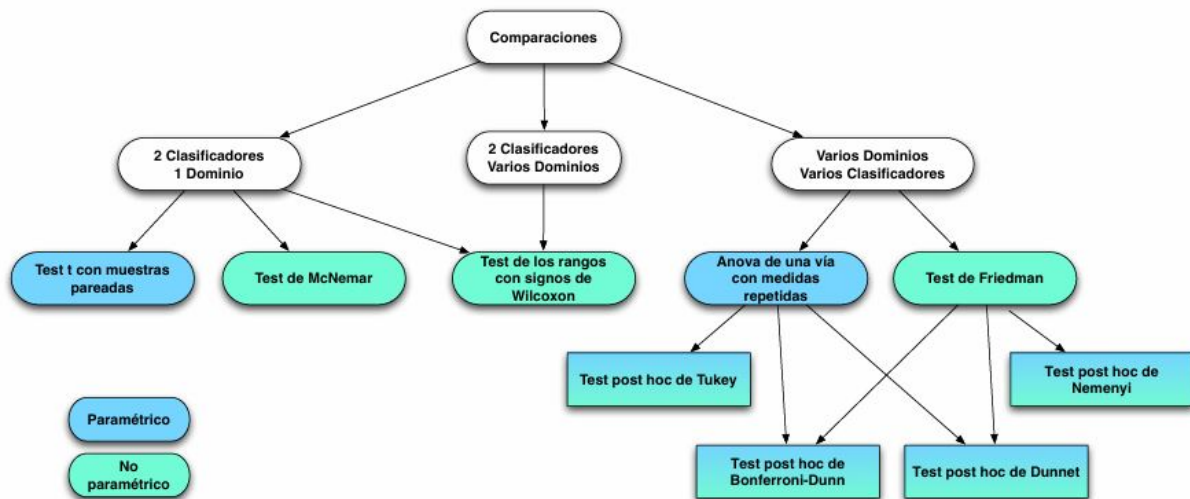 Comparaciones
2 Clasificadores
1 Dominio
2 Clasificadores
Varios Dominios
Varios Dominios
Varios Clasificadores
Test t con muestras
pareadas
Test de McNemar
Test de los rangos
con signos de
Wilcoxon
Anova de una vía
con medidas
repetidas
Test de Friedman
Test post hoc de Tukey
Test post hoc de
Nemenyi
Paramétrico
No
paramétrico
Test post hoc de
Bonferroni-Dunn
Test post hoc de Dunnet